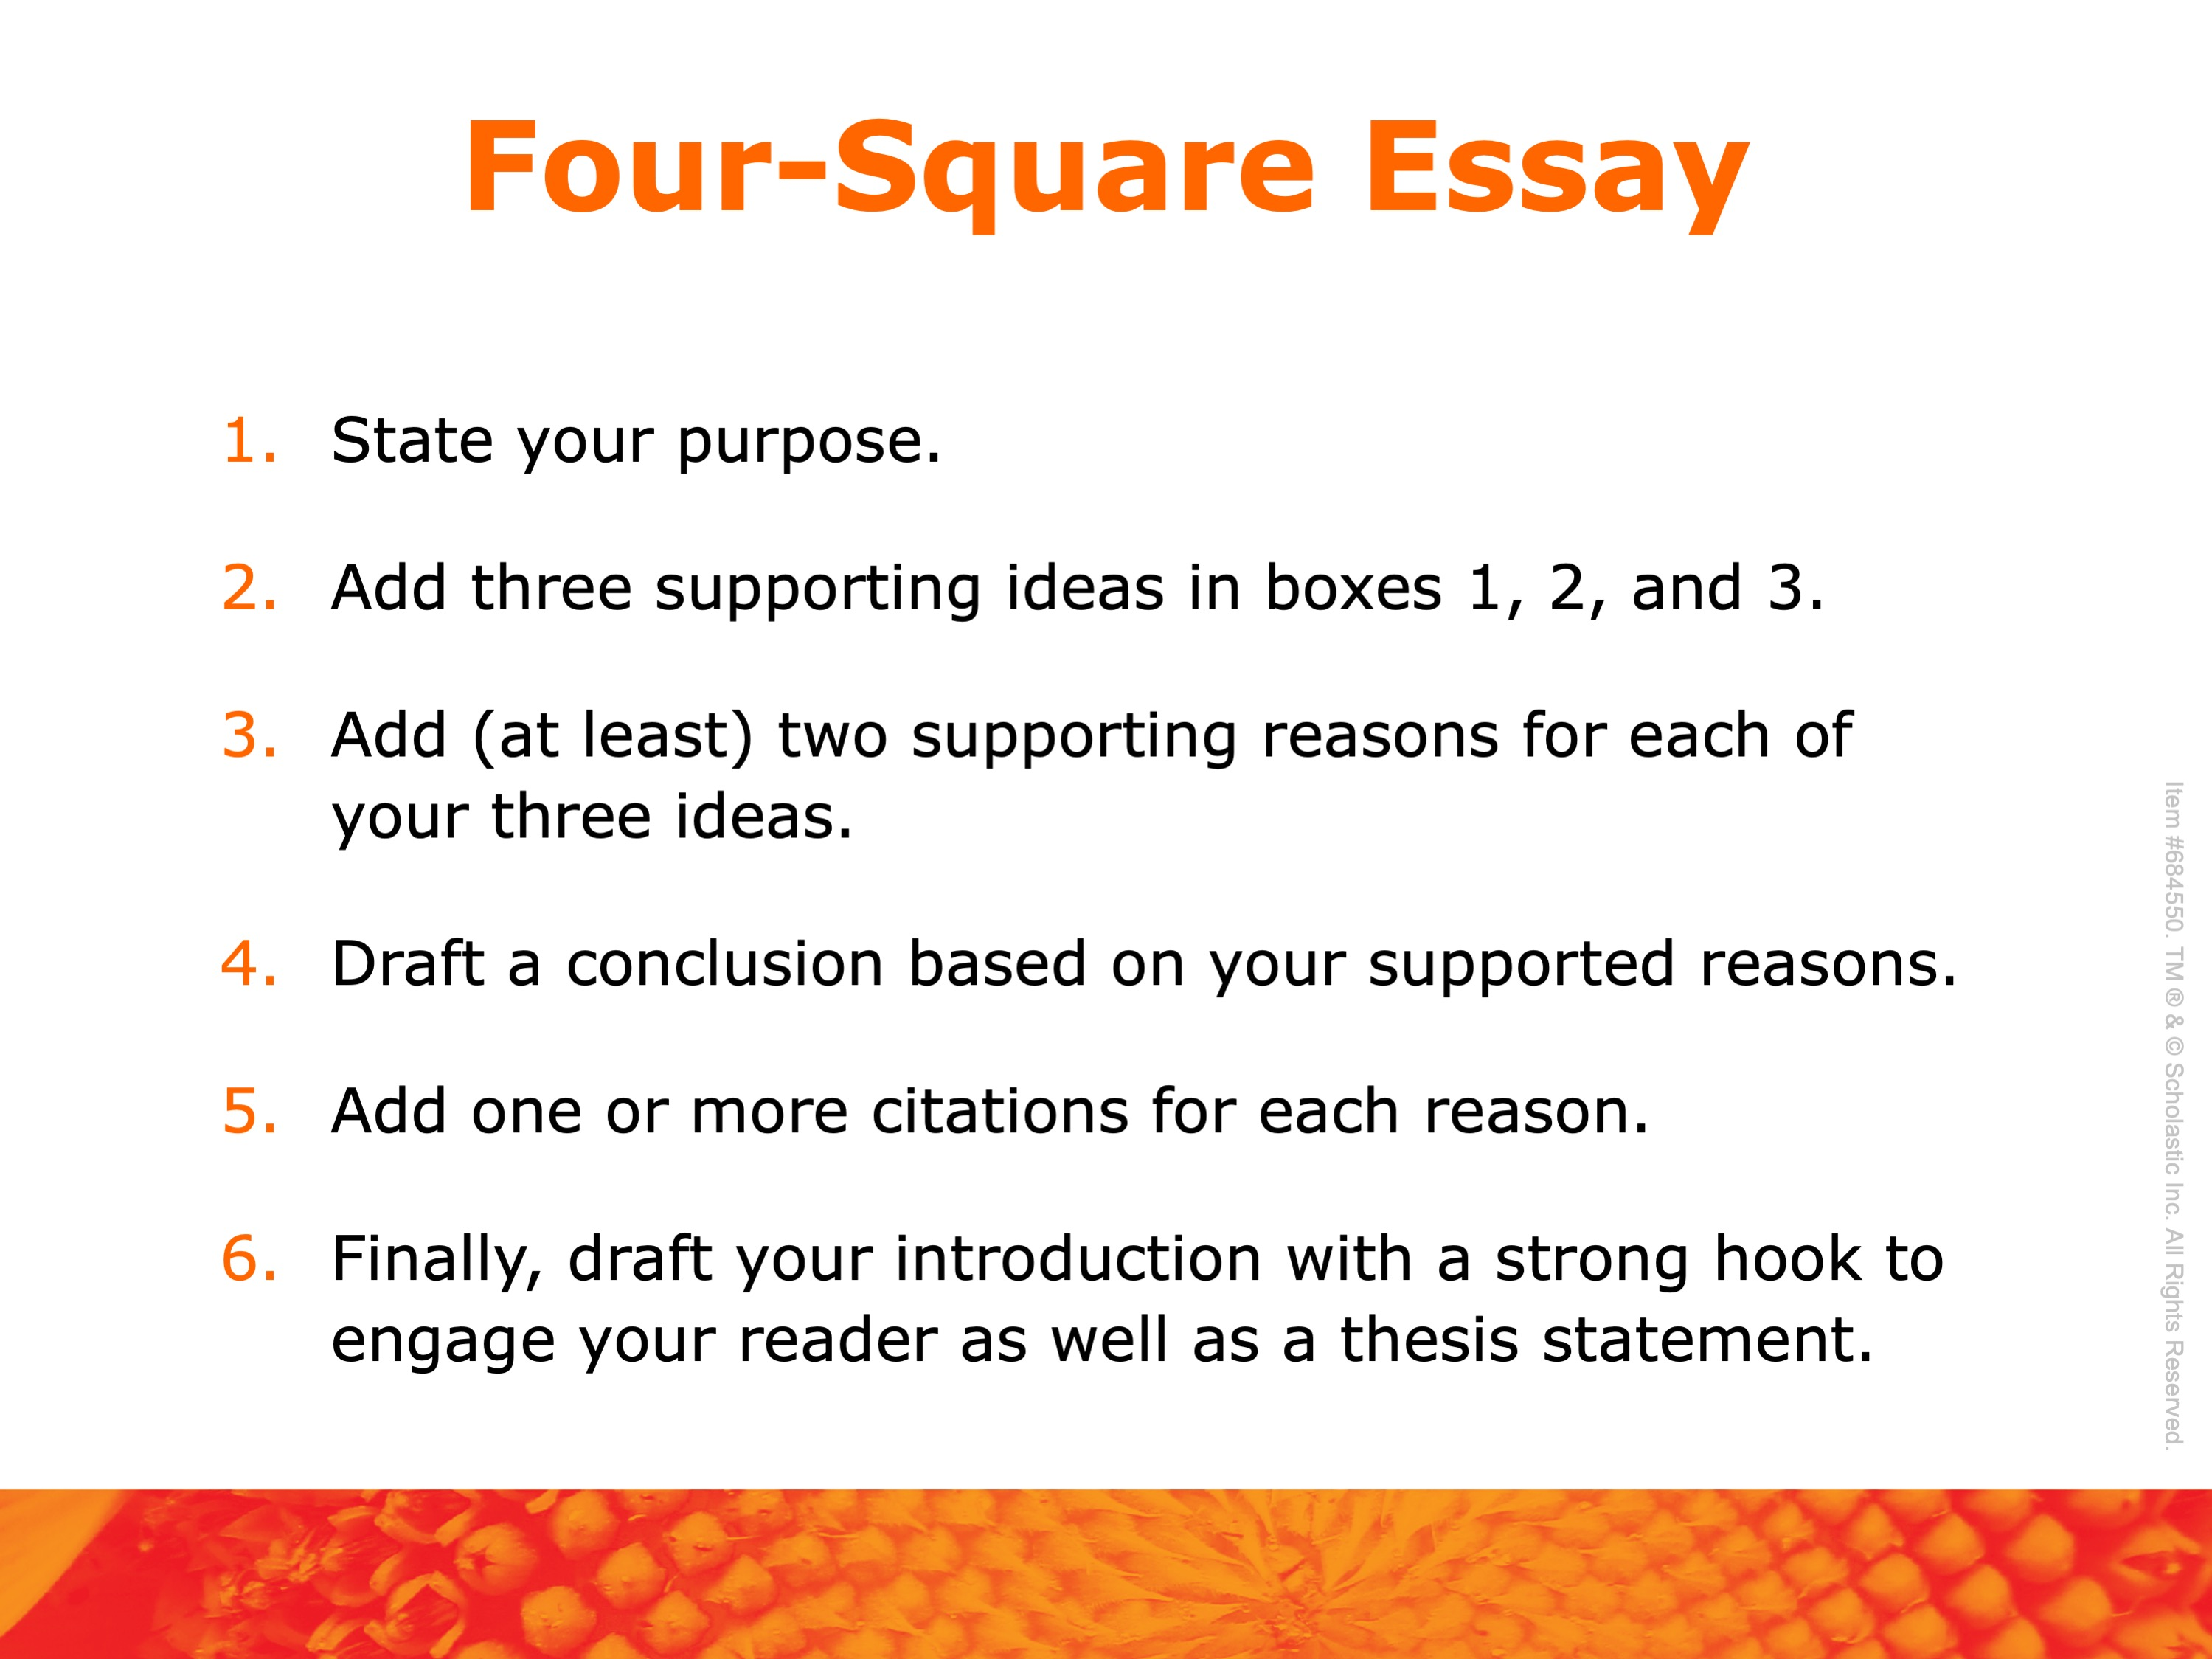 Four-Square Essay
1. State your purpose.
2. Add three supporting ideas in boxes 1, 2, and 3.
3. Add (at least) two supporting reasons for each of
your three ideas.
4. Draft a conclusion based on your supported reasons.
5. Add one or more citations for each reason.
6. Finally, draft your introduction with a strong hook to
engage your reader as well as a thesis statement.
Item #684550. TM ® & © Scholastic Inc. All Rights Reserved.